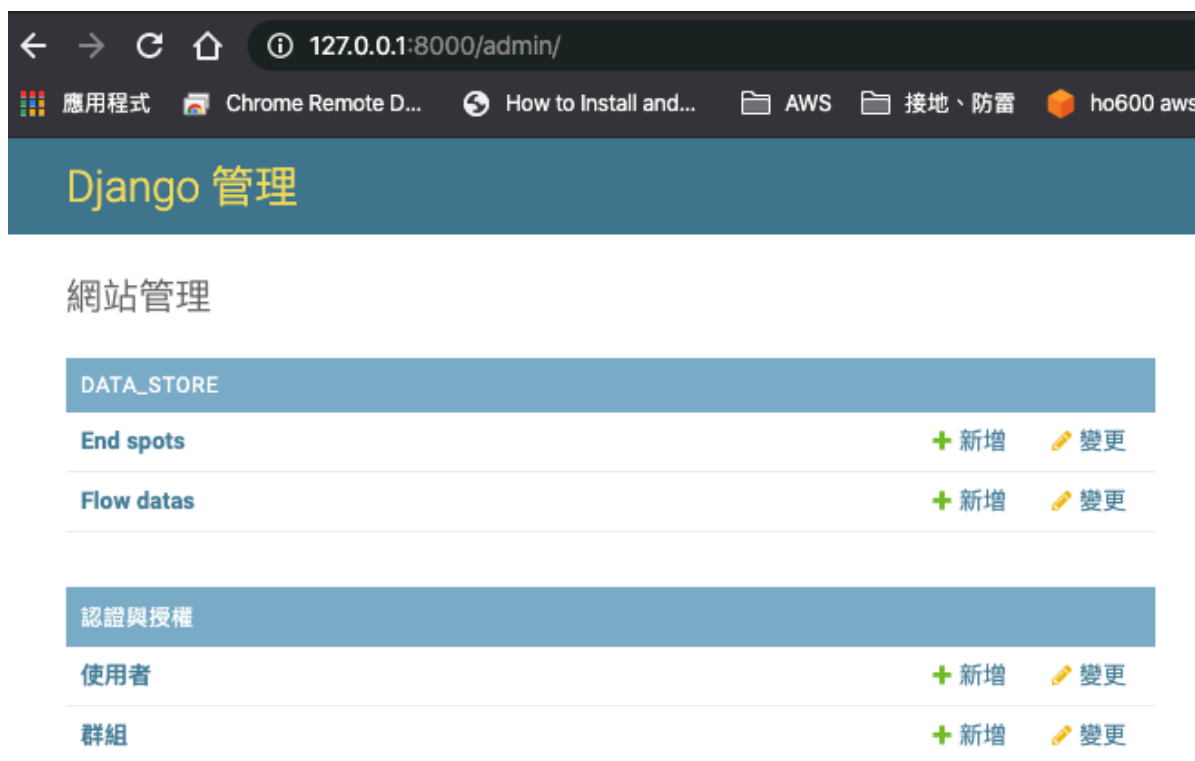 127.0.0.1:8000/admin/
應用程式 Chrome Remote D... How to Install and... AWS 接地、防雷 ho600 aws
Django 管理
網站管理
DATA_STORE
End spots 新增 變更
Flow datas 新增 變更
認證與授權
使用者 新增 變更
群組 新增 變更